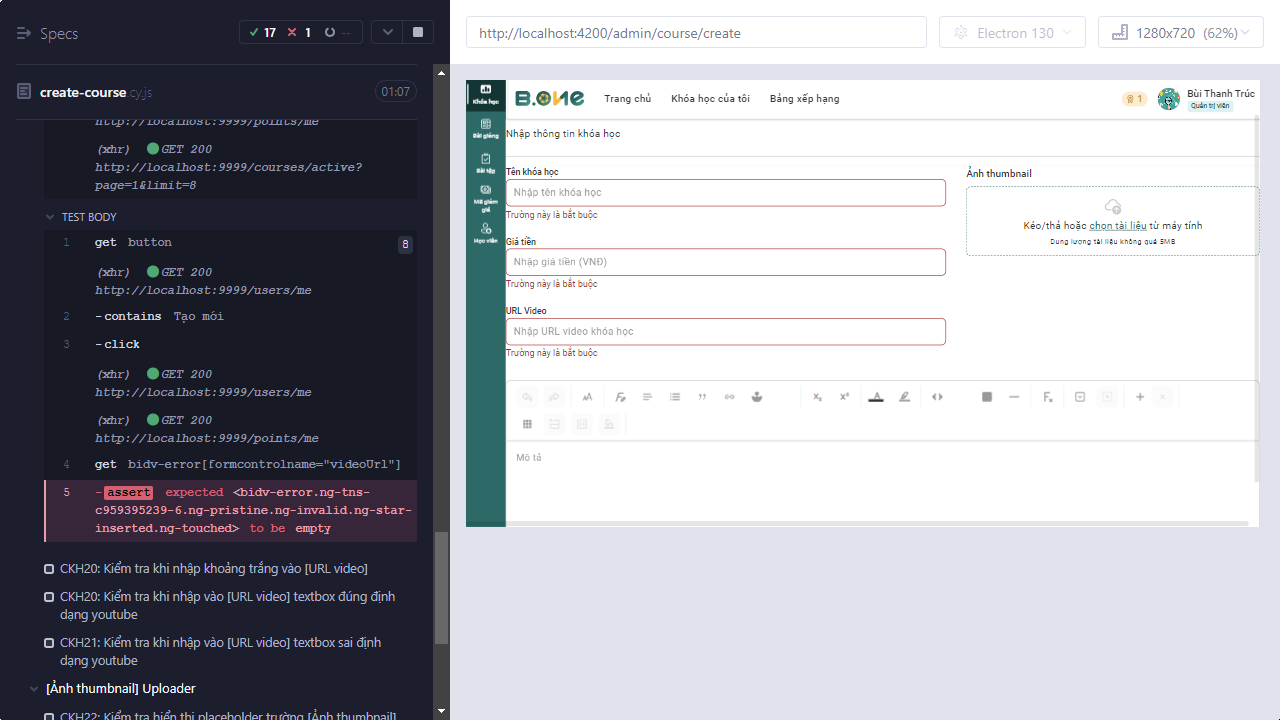 Specs
17
1
--
create-course.cy.js
01:07
http://localhost:9999/points/me
(xhr) GET 200
http://localhost:9999/courses/active?
page=1&limit=8
TEST BODY
1 get button 8
(xhr) GET 200
http://localhost:9999/users/me
2 -contains Tạo mới
3 -click
(xhr) GET 200
http://localhost:9999/users/me
(xhr) GET 200
http://localhost:9999/points/me
4 get bidv-error[formcontrolname="videoUrl"]
5 -assert expected <bidv-error.ng-tns-
c959395239-6.ng-pristine.ng-invalid.ng-star-
inserted.ng-touched> to be empty
CKH20: Kiểm tra khi nhập khoảng trắng vào [URL video]
CKH20: Kiểm tra khi nhập vào [URL video] textbox đúng định
dạng youtube
CKH21: Kiểm tra khi nhập vào [URL video] textbox sai định
dạng youtube
[Ảnh thumbnail] Uploader
CKH22: Kiểm tra hiển thị placeholder trường [Ảnh thumbnail]
http://localhost:4200/admin/course/create
Electron 130
1280x720 (62%)
Khóa học
Bài giảng
Bài tập
Mã giảm
giá
Học viên
B.ONE
Trang chủ
Khóa học của tôi
Bảng xếp hạng
1
Bùi Thanh Trúc
Quản trị viên
Nhập thông tin khóa học
Tên khóa học
Nhập tên khóa học
Trường này là bắt buộc
Giá tiền
Nhập giá tiền (VNĐ)
Trường này là bắt buộc
URL Video
Nhập URL video khóa học
Trường này là bắt buộc
Ảnh thumbnail
Kéo/thả hoặc chọn tài liệu từ máy tính
Dung lượng tài liệu không quá 5MB
Mô tả